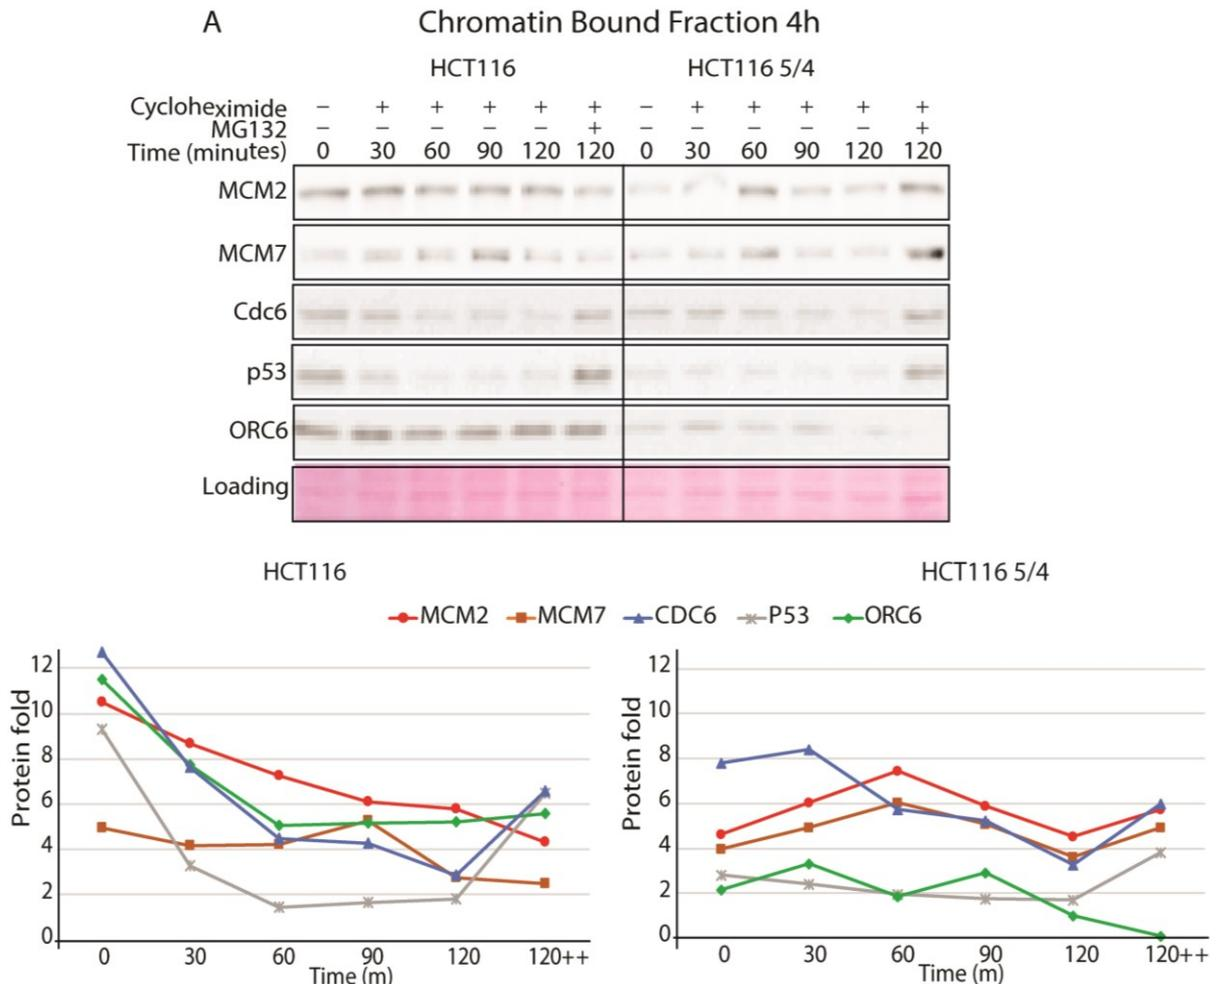 A Chromatin Bound Fraction 4h
HCT116 HCT116 5/4
Cycloheximide − + + + + + − + + + + +
MG132 − − − − − + − − − − − +
Time (minutes) 0 30 60 90 120 120 0 30 60 90 120 120
MCM2
MCM7
Cdc6
p53
ORC6
Loading
HCT116 HCT116 5/4
MCM2 MCM7 CDC6 P53 ORC6
Protein fold
12
10
8
6
4
2
0
0 30 60 90 120 120++
Time (m)
Protein fold
12
10
8
6
4
2
0
0 30 60 90 120 120++
Time (m)